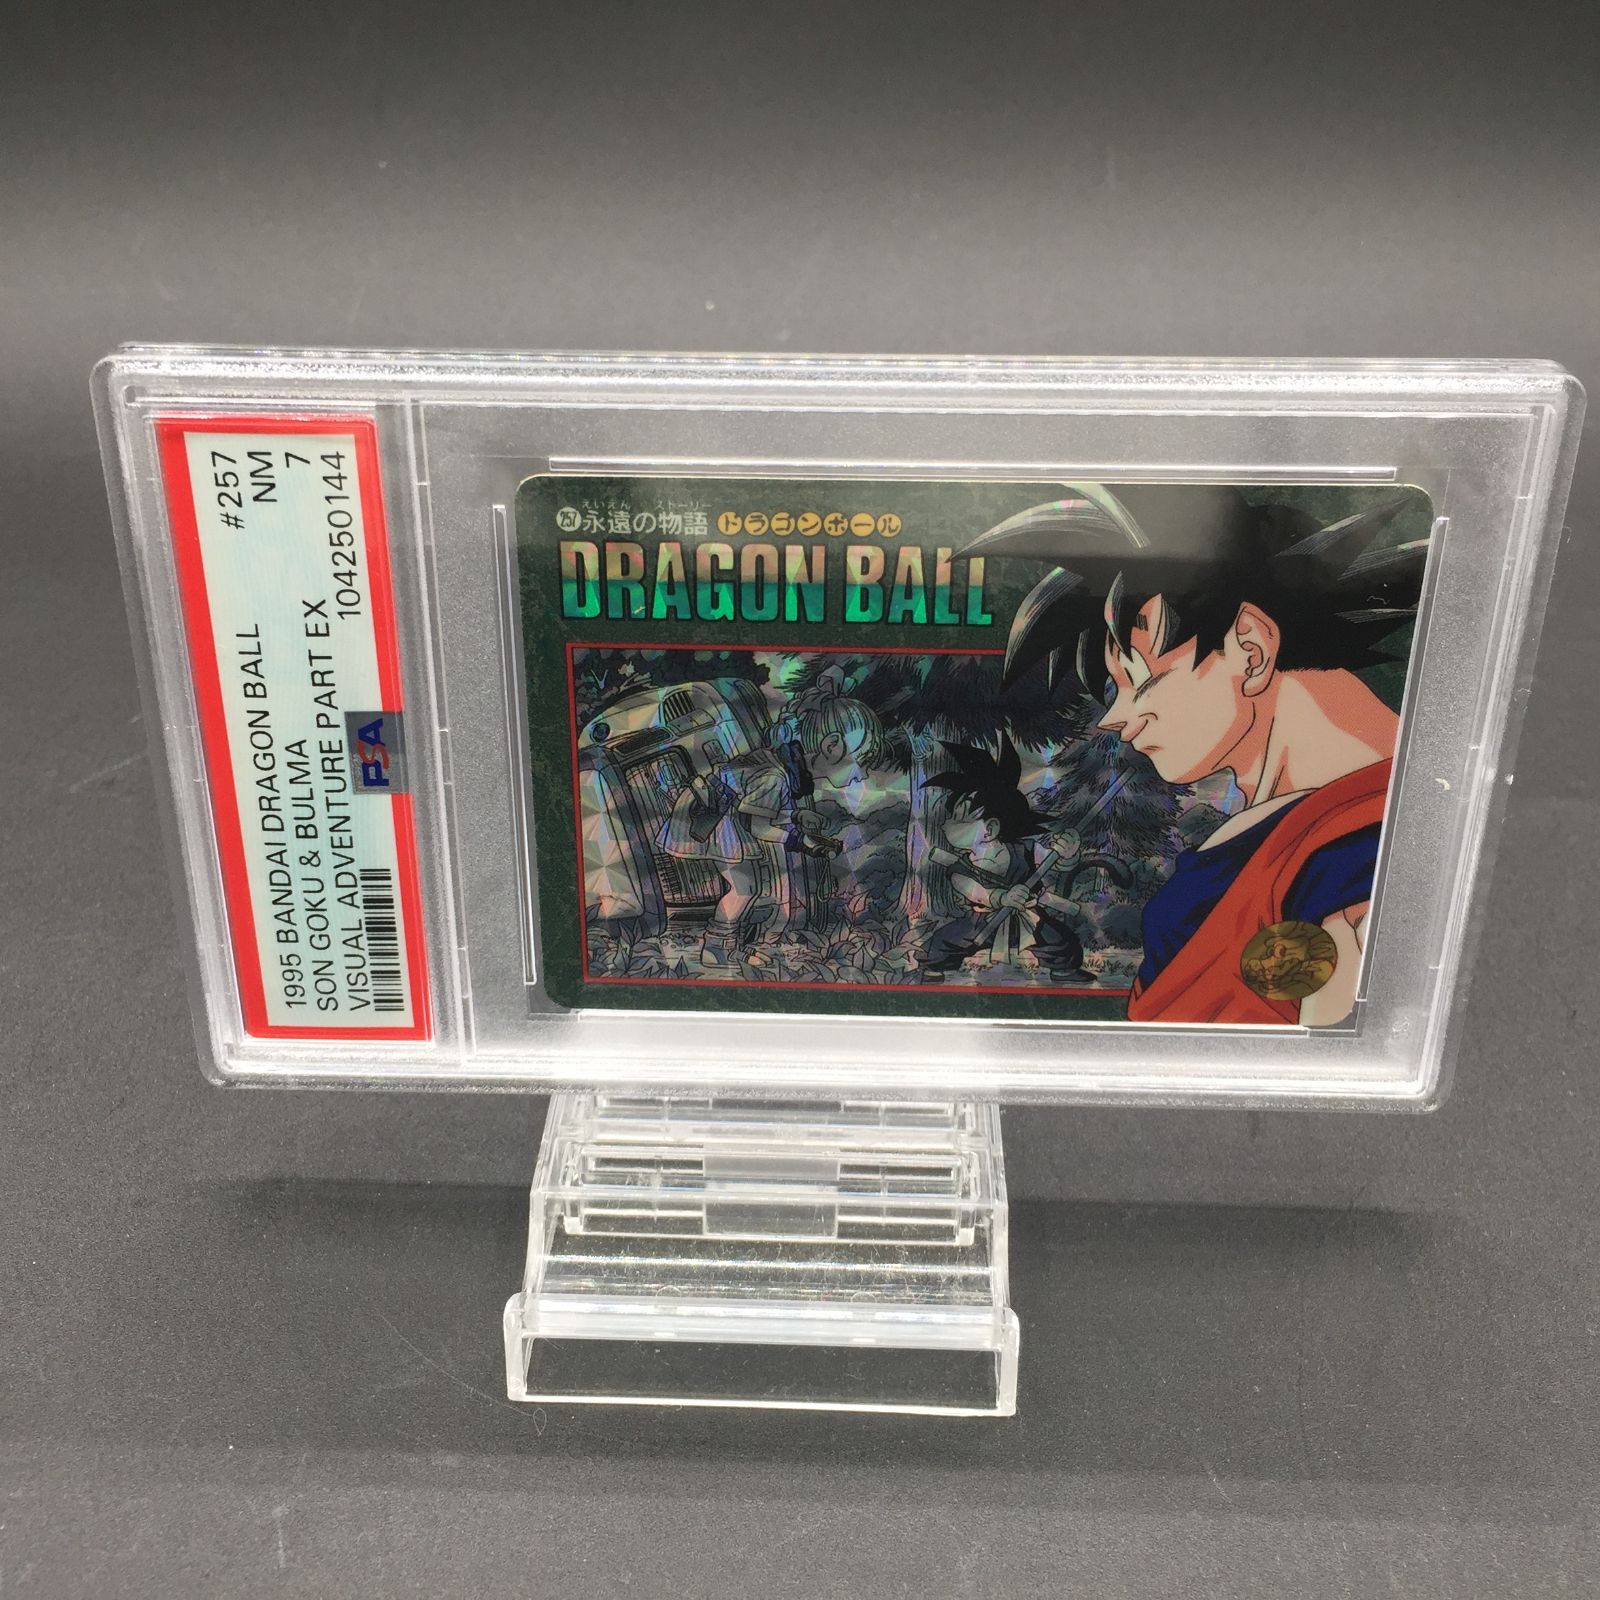 1995 BANDAI DRAGON BALL #257
SON GOKU & BULMA NM
VISUAL ADVENTURE PART EX 7
PSA 104250144
えいえん ストーリー
257 永遠の物語 ドラゴンボール
DRAGON BALL